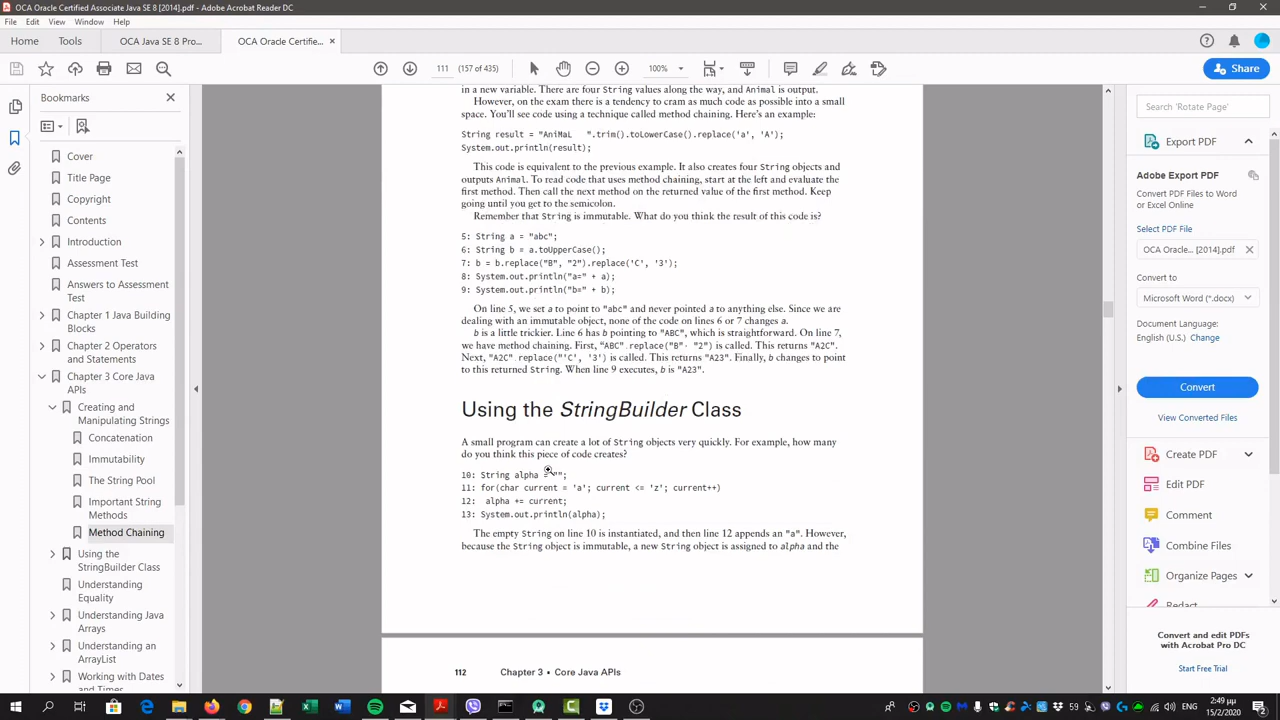 OCA Oracle Certified Associate Java SE 8 [2014].pdf - Adobe Acrobat Reader DC
File Edit View Window Help
Home Tools OCA Java SE 8 Pro... OCA Oracle Certifie... ×
111 (157 of 435) 100% Share
Bookmarks
Cover
Title Page
Copyright
Contents
Introduction
Assessment Test
Answers to Assessment
Test
Chapter 1 Java Building
Blocks
Chapter 2 Operators
and Statements
Chapter 3 Core Java
APIs
Creating and
Manipulating Strings
Concatenation
Immutability
The String Pool
Important String
Methods
Method Chaining
Using the
StringBuilder Class
Understanding
Equality
Understanding Java
Arrays
Understanding an
ArrayList
Working with Dates
and Times
in a new variable. There are four String values along the way, and Animal is output.
However, on the exam there is a tendency to cram as much code as possible into a small
space. You'll see code using a technique called method chaining. Here's an example:
String result = "AniMaL   ".trim().toLowerCase().replace('a', 'A');
System.out.println(result);
This code is equivalent to the previous example. It also creates four String objects and
outputs Animal. To read code that uses method chaining, start at the left and evaluate the
first method. Then call the next method on the returned value of the first method. Keep
going until you get to the semicolon.
Remember that String is immutable. What do you think the result of this code is?
5: String a = "abc";
6: String b = a.toUpperCase();
7: b = b.replace("B", "2").replace('C', '3');
8: System.out.println("a=" + a);
9: System.out.println("b=" + b);
On line 5, we set a to point to "abc" and never pointed a to anything else. Since we are
dealing with an immutable object, none of the code on lines 6 or 7 changes a.
b is a little trickier. Line 6 has b pointing to "ABC", which is straightforward. On line 7,
we have method chaining. First, "ABC".replace("B", "2") is called. This returns "A2C".
Next, "A2C".replace("'C', '3') is called. This returns "A23". Finally, b changes to point
to this returned String. When line 9 executes, b is "A23".
Using the StringBuilder Class
A small program can create a lot of String objects very quickly. For example, how many
do you think this piece of code creates?
10: String alpha = "";
11: for(char current = 'a'; current <= 'z'; current++)
12:  alpha += current;
13: System.out.println(alpha);
The empty String on line 10 is instantiated, and then line 12 appends an "a". However,
because the String object is immutable, a new String object is assigned to alpha and the
112 Chapter 3 • Core Java APIs
Search 'Rotate Page'
Export PDF
Adobe Export PDF
Convert PDF Files to Word
or Excel Online
Select PDF File
OCA Oracle... [2014].pdf
Convert to
Microsoft Word (*.docx)
Document Language:
English (U.S.) Change
Convert
View Converted Files
Create PDF
Edit PDF
Comment
Combine Files
Organize Pages
Redact
Convert and edit PDFs
with Acrobat Pro DC
Start Free Trial
59
ENG
2:49 μμ
15/2/2020